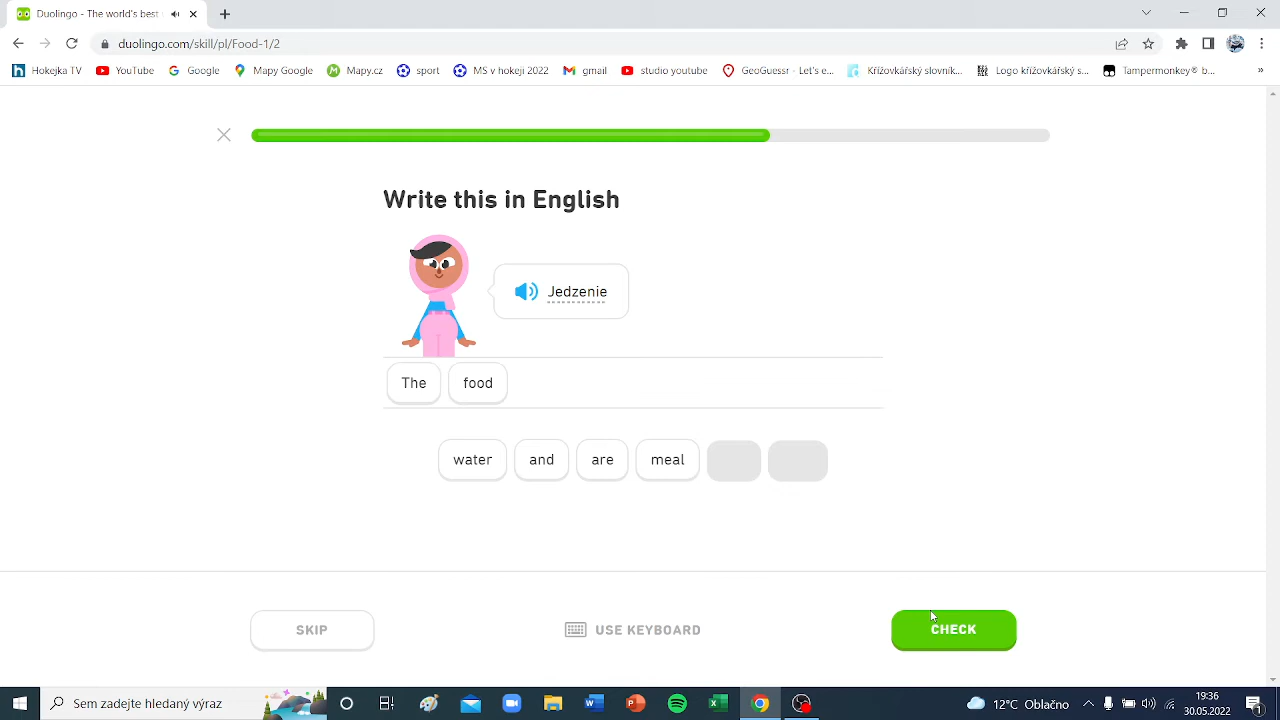 Duolingo - The world's best
duolingo.com/skill/pl/Food-1/2
Hokejka TV YouTube Google Mapy Google Mapy.cz sport MS v hokeji 2022 gmail studio youtube GeoGuessr - Let's e... Křížovkářský slovník... Logo křížovkářský s... Tampermonkey® b... »
Write this in English
Jedzenie
The food
water and are meal
SKIP USE KEYBOARD CHECK
Sem zadejte hledaný výraz
12°C Oblačno
19:36
30.05.2022